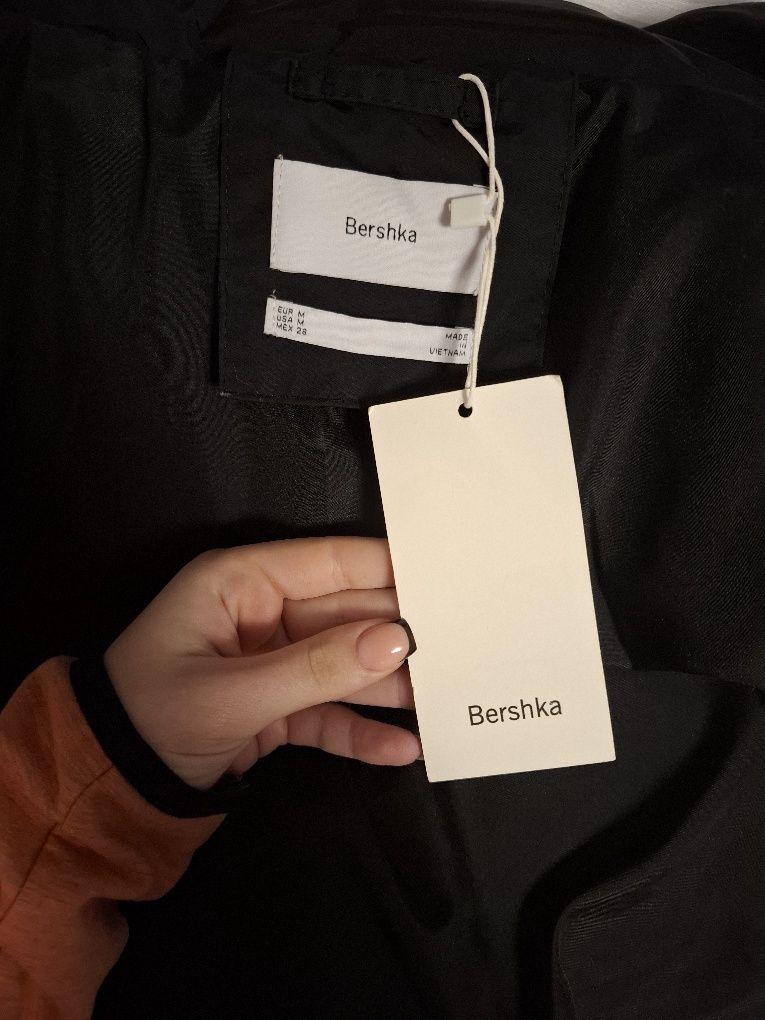 Bershka
EUR M
USA M
MEX 28
MADE
IN
VIETNAM
Bershka